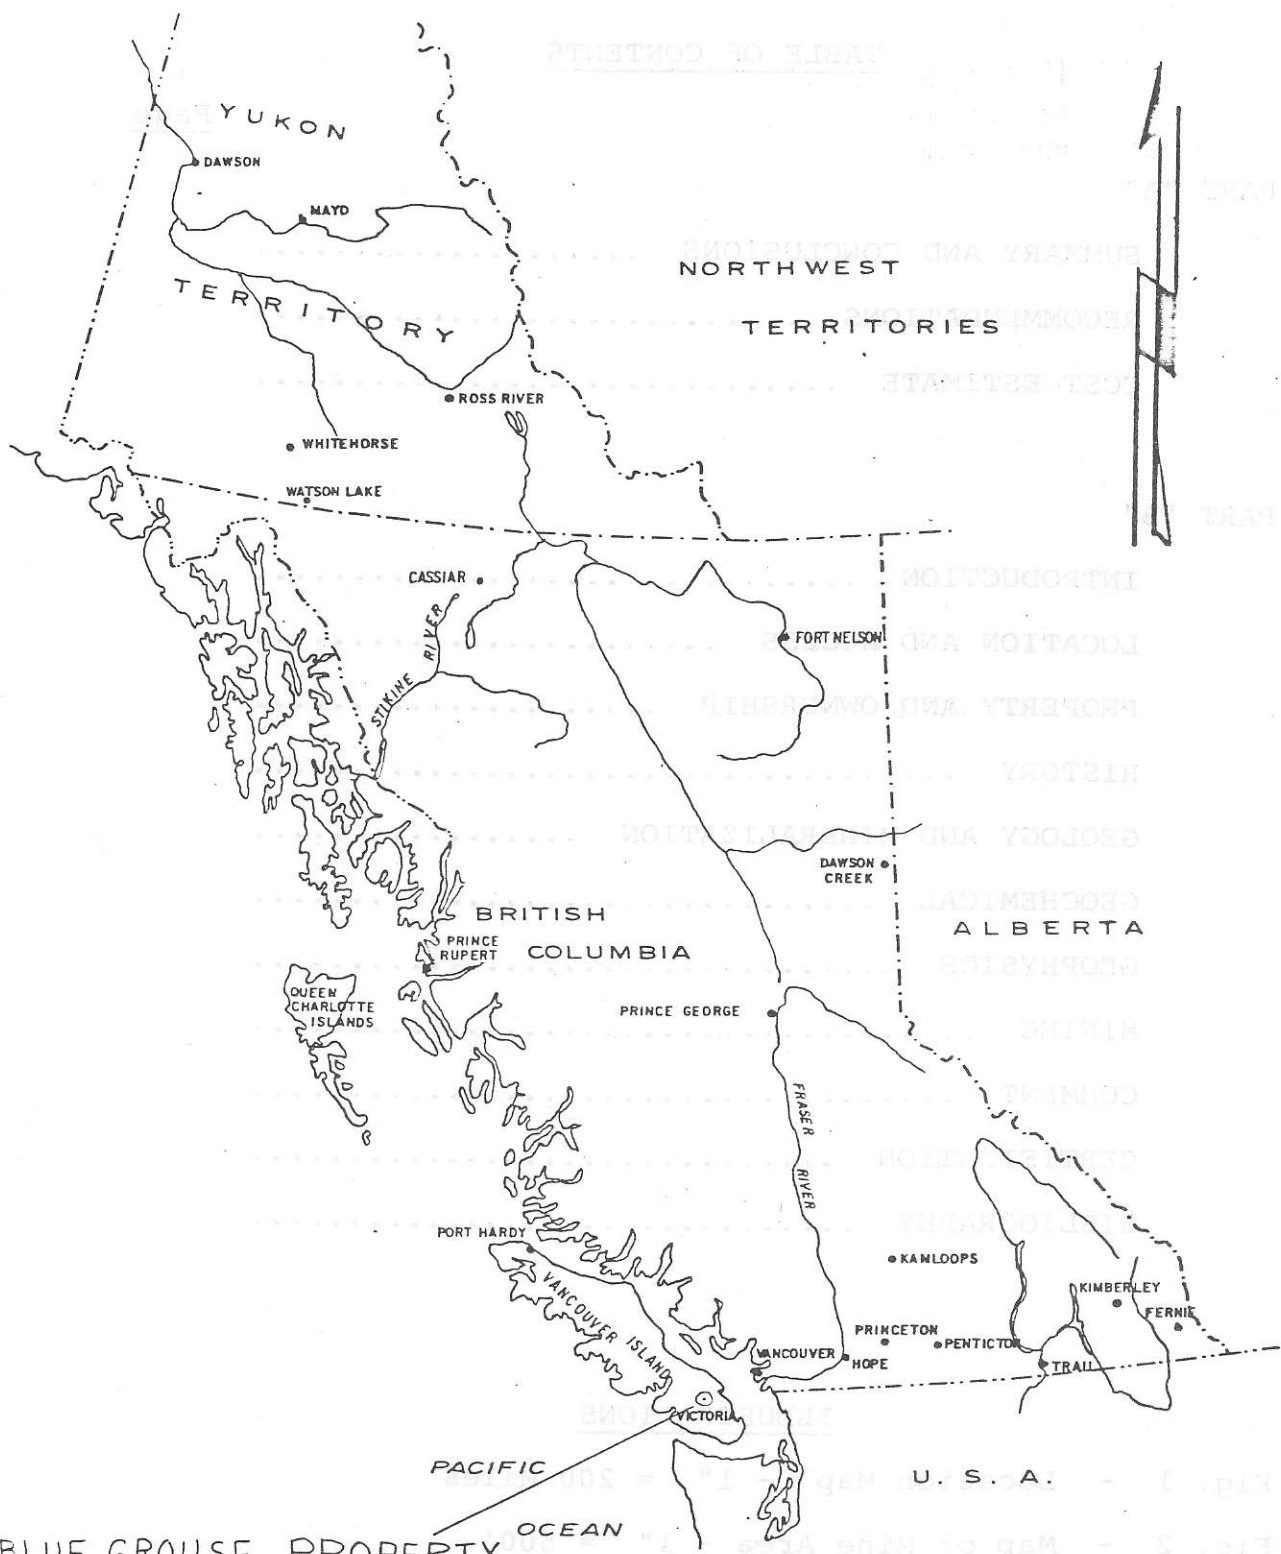 YUKON
DAWSON
MAYO
TERRITORY
NORTHWEST
TERRITORIES
ROSS RIVER
WHITEHORSE
WATSON LAKE
CASSIAR
STIKINE RIVER
FORT NELSON
DAWSON
CREEK
BRITISH
COLUMBIA
ALBERTA
PRINCE
RUPERT
QUEEN
CHARLOTTE
ISLANDS
PRINCE GEORGE
FRASER
RIVER
PORT HARDY
VANCOUVER ISLAND
KAMLOOPS
KIMBERLEY
FERNIE
PRINCETON
PENTICTON
VANCOUVER
HOPE
TRAIL
VICTORIA
PACIFIC
OCEAN
U. S. A.
BLUE GROUSE PROPERTY
TABLE OF CONTENTS
Page
PART "A"
SUMMARY AND CONCLUSIONS
RECOMMENDATIONS
COST ESTIMATE
PART "B"
INTRODUCTION
LOCATION AND ACCESS
PROPERTY AND OWNERSHIP
HISTORY
GEOLOGY AND MINERALIZATION
GEOCHEMICAL
GEOPHYSICS
MINING
COMMENT
CERTIFICATION
BIBLIOGRAPHY
ILLUSTRATIONS
Fig. 1 - Location Map - 1" = 200 miles
Fig. 2 - Map of Mine Area - 1" = 500'